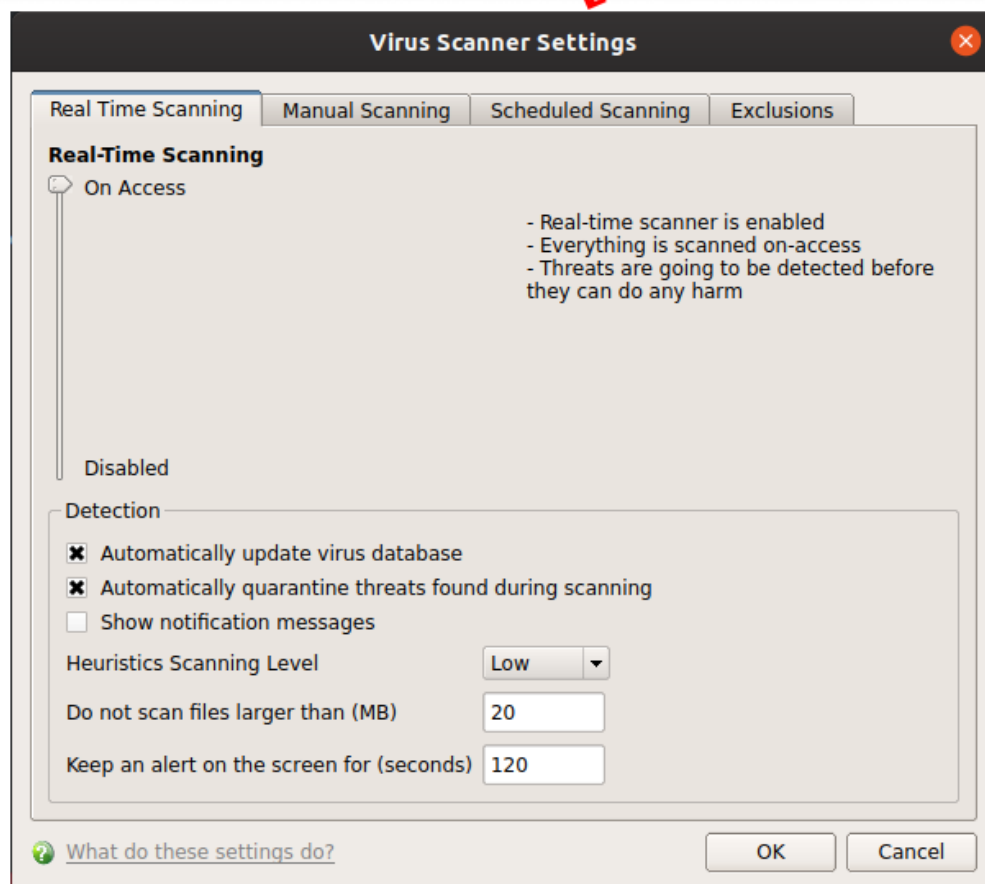 Virus Scanner Settings
Real Time Scanning
Manual Scanning
Scheduled Scanning
Exclusions
Real-Time Scanning
On Access
- Real-time scanner is enabled
- Everything is scanned on-access
- Threats are going to be detected before
they can do any harm
Disabled
Detection
Automatically update virus database
Automatically quarantine threats found during scanning
Show notification messages
Heuristics Scanning Level
Low
Do not scan files larger than (MB)
20
Keep an alert on the screen for (seconds)
120
What do these settings do?
OK
Cancel